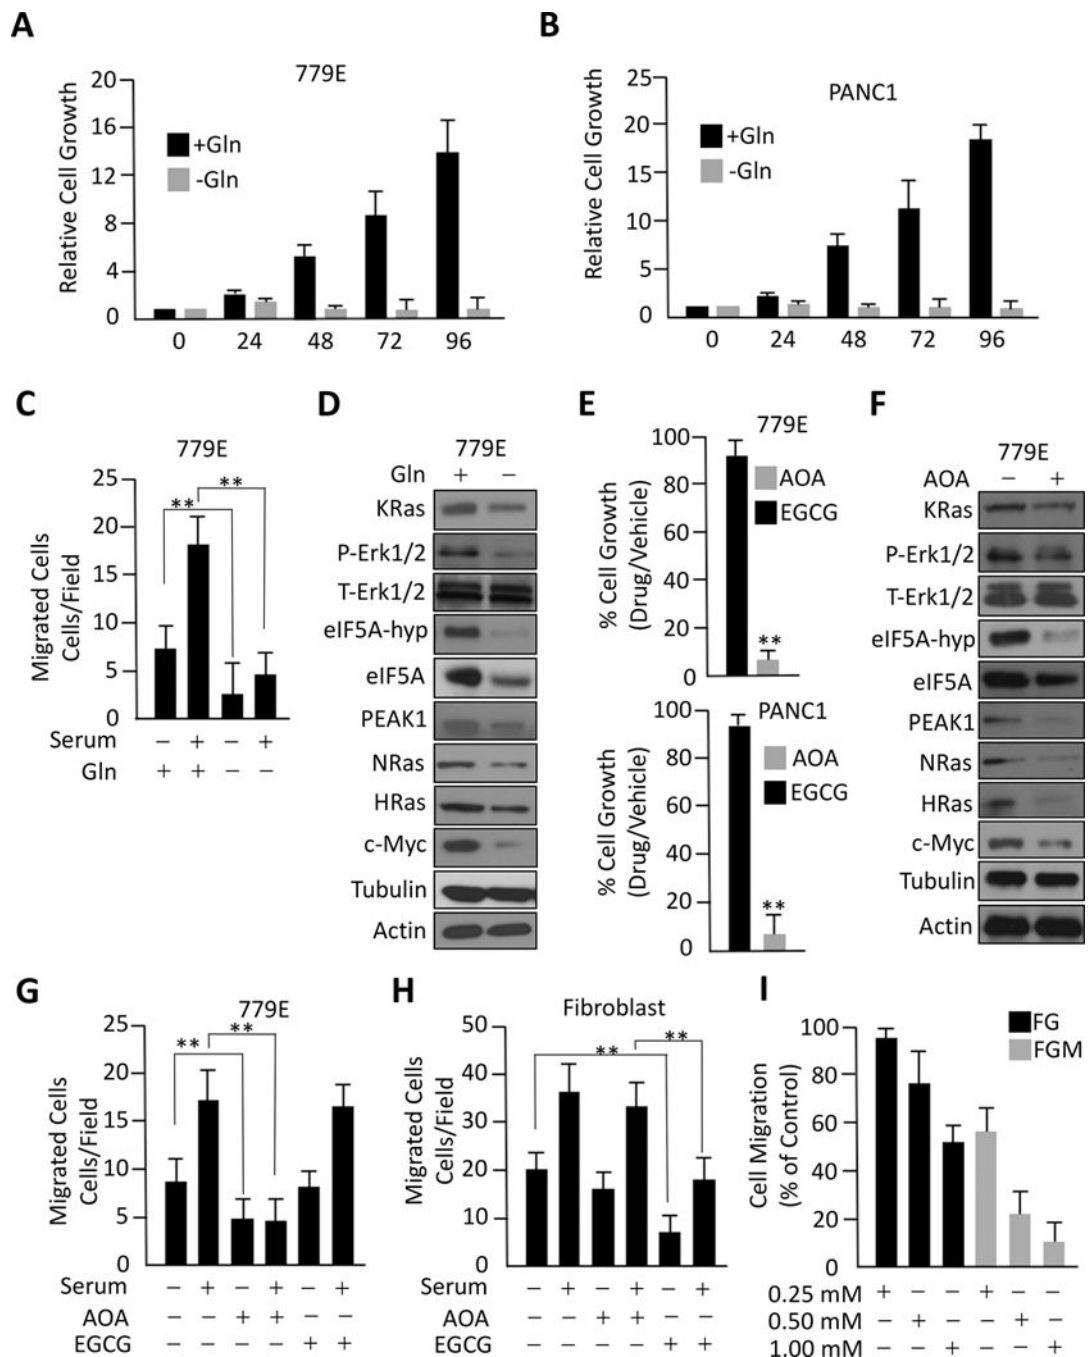 A
779E
Relative Cell Growth
20
16
12
8
4
0
+Gln
-Gln
0 24 48 72 96
B
PANC1
Relative Cell Growth
25
20
15
10
5
0
+Gln
-Gln
0 24 48 72 96
C
779E
Migrated Cells
Cells/Field
25
20
15
10
5
0
** **
Serum − + − +
Gln + + − −
D
779E
Gln + −
KRas
P-Erk1/2
T-Erk1/2
eIF5A-hyp
eIF5A
PEAK1
NRas
HRas
c-Myc
Tubulin
Actin
E
779E
% Cell Growth
(Drug/Vehicle)
100
80
60
40
20
0
AOA
EGCG
**
PANC1
% Cell Growth
(Drug/Vehicle)
100
80
60
40
20
0
AOA
EGCG
**
F
779E
AOA − +
KRas
P-Erk1/2
T-Erk1/2
eIF5A-hyp
eIF5A
PEAK1
NRas
HRas
c-Myc
Tubulin
Actin
G
779E
Migrated Cells
Cells/Field
25
20
15
10
5
0
** **
Serum − + − + − +
AOA − − + + − −
EGCG − − − − + +
H
Fibroblast
Migrated Cells
Cells/Field
50
40
30
20
10
0
** **
− + − + − +
− − + + − −
− − − − + +
I
Cell Migration
(% of Control)
100
80
60
40
20
0
FG
FGM
0.25 mM + − − + − −
0.50 mM − + − − + −
1.00 mM − − + − − +